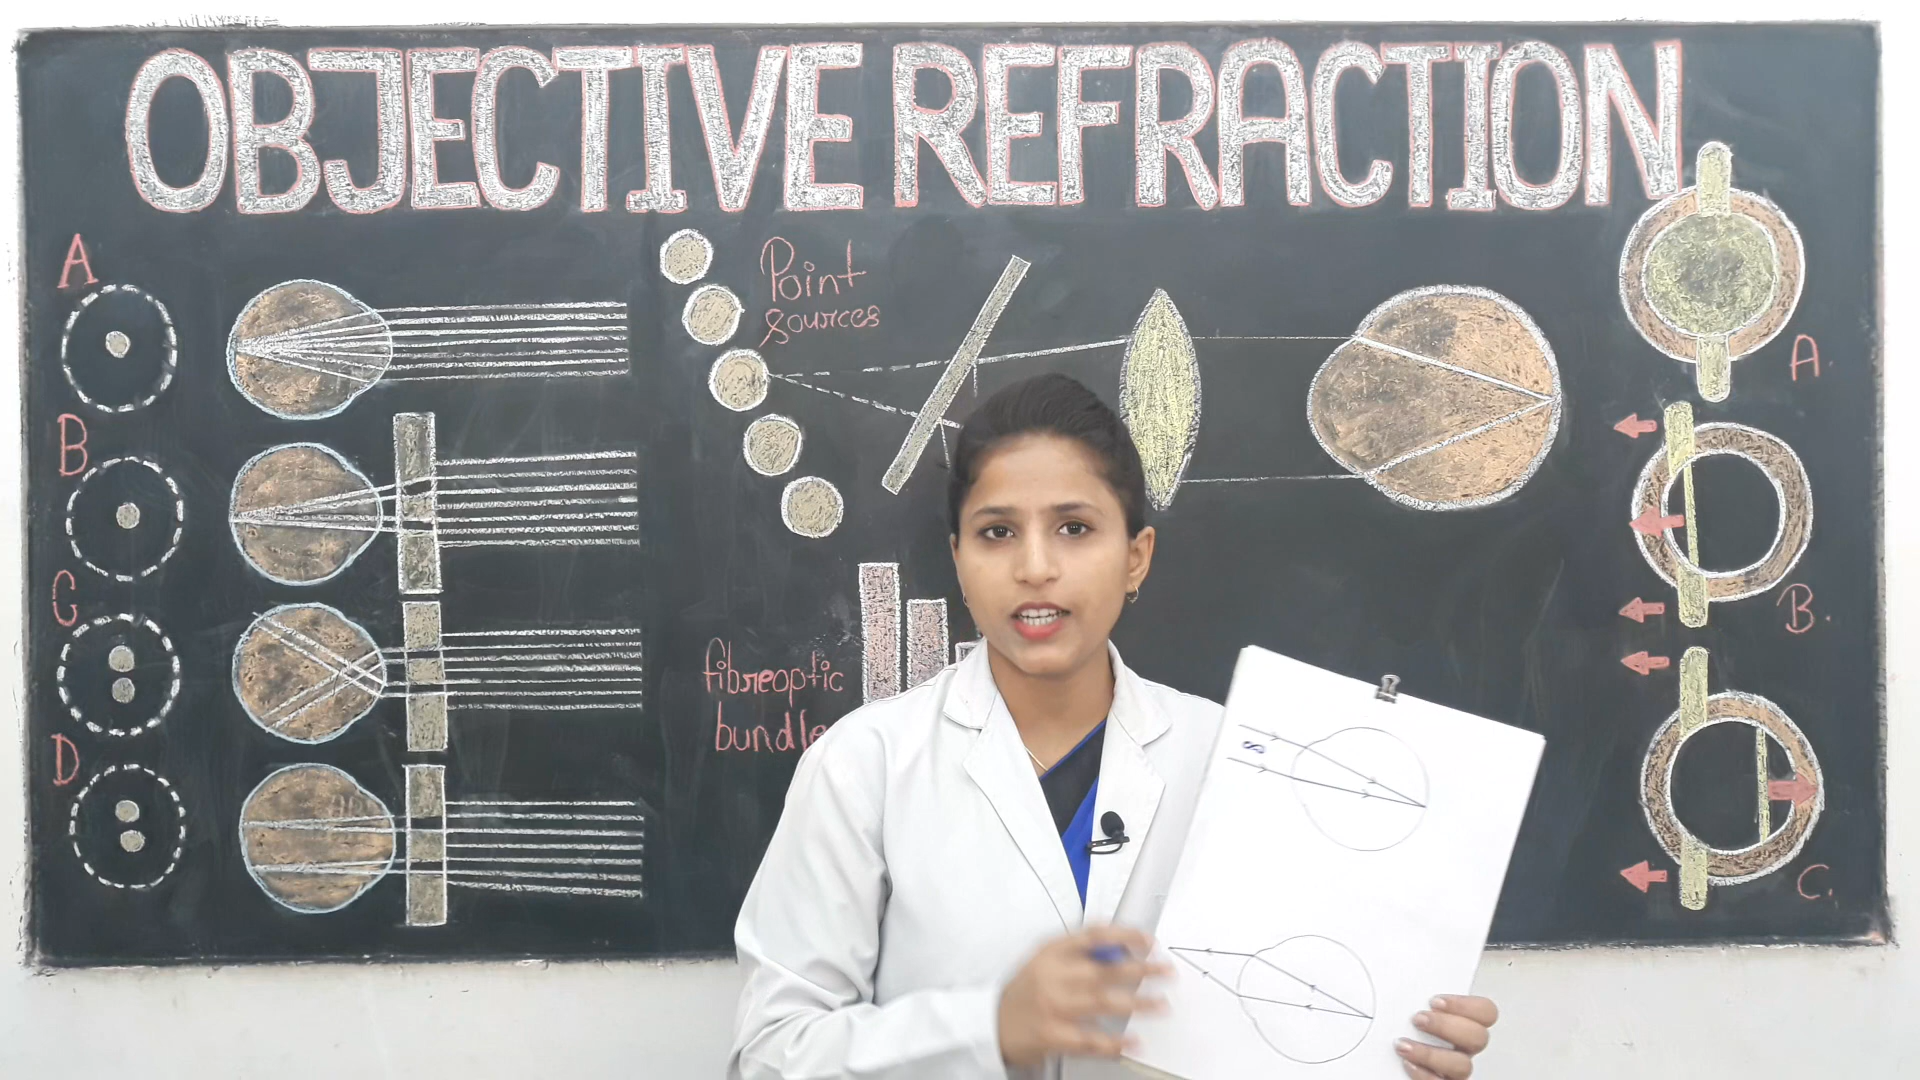 OBJECTIVE REFRACTION
A
B
C
D
Point
sources
fibreoptic
bundle
A.
B.
C.
∞